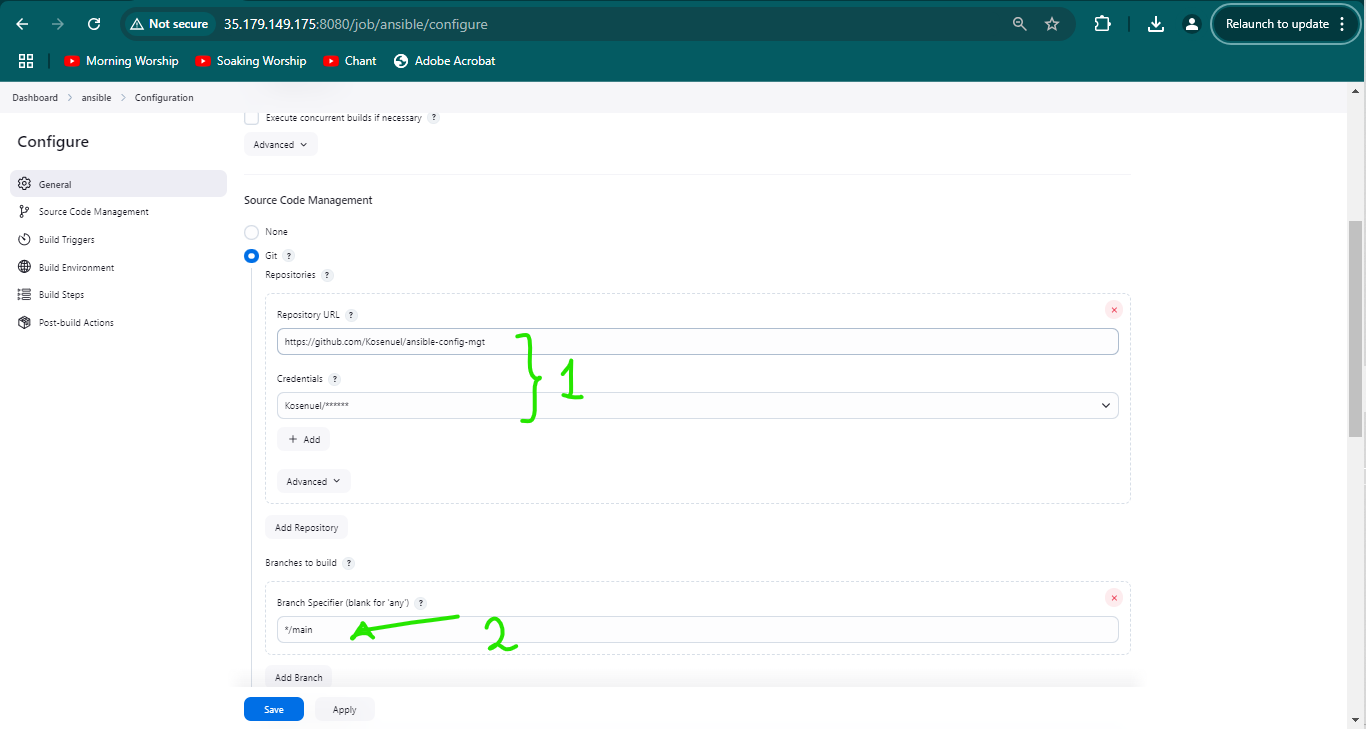 Not secure 35.179.149.175:8080/job/ansible/configure Relaunch to update
Morning Worship Soaking Worship Chant Adobe Acrobat
Dashboard > ansible > Configuration
Configure
General
Source Code Management
Build Triggers
Build Environment
Build Steps
Post-build Actions
Execute concurrent builds if necessary ?
Advanced
Source Code Management
None
Git ?
Repositories ?
Repository URL ?
https://github.com/Kosenuel/ansible-config-mgt
1
Credentials ?
Kosenuel/******
+ Add
Advanced
Add Repository
Branches to build ?
Branch Specifier (blank for 'any') ?
*/main
2
Add Branch
Save Apply